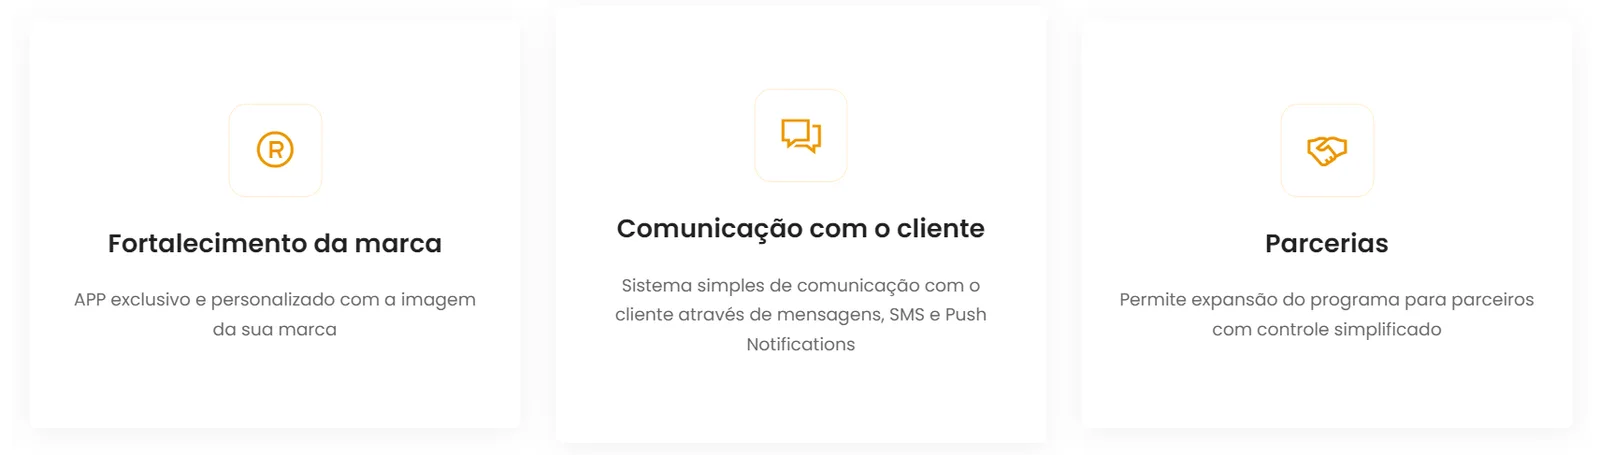 Fortalecimento da marca
APP exclusivo e personalizado com a imagem
da sua marca
Comunicação com o cliente
Sistema simples de comunicação com o
cliente através de mensagens, SMS e Push
Notifications
Parcerias
Permite expansão do programa para parceiros
com controle simplificado